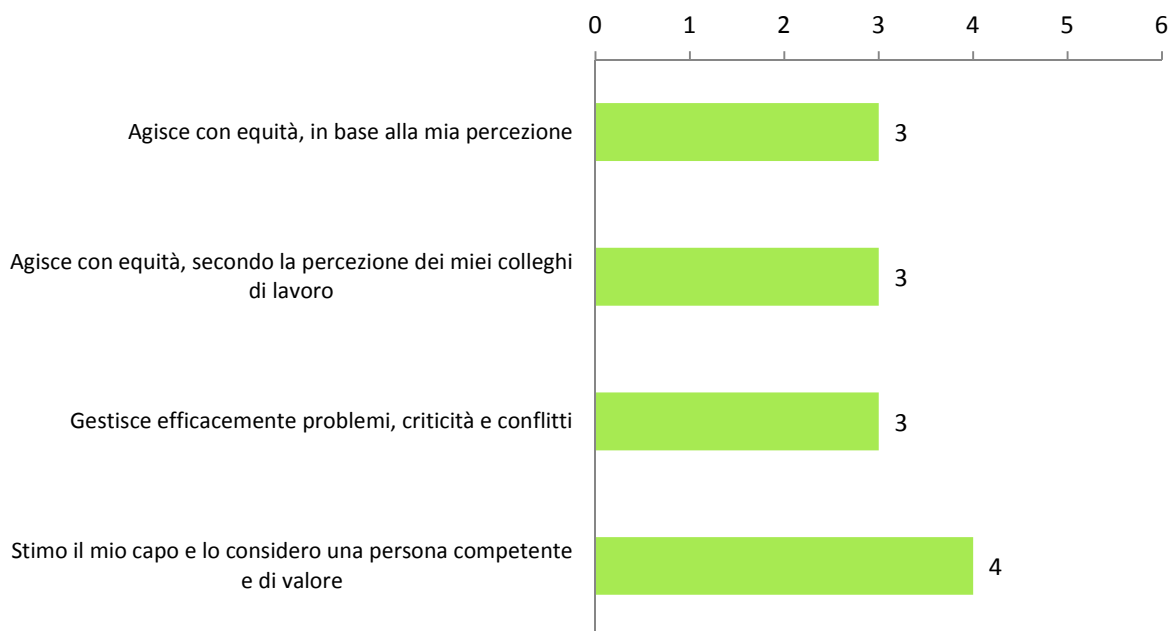 0 1 2 3 4 5 6
Agisce con equità, in base alla mia percezione
3
Agisce con equità, secondo la percezione dei miei colleghi
di lavoro
3
Gestisce efficacemente problemi, criticità e conflitti
3
Stimo il mio capo e lo considero una persona competente
e di valore
4